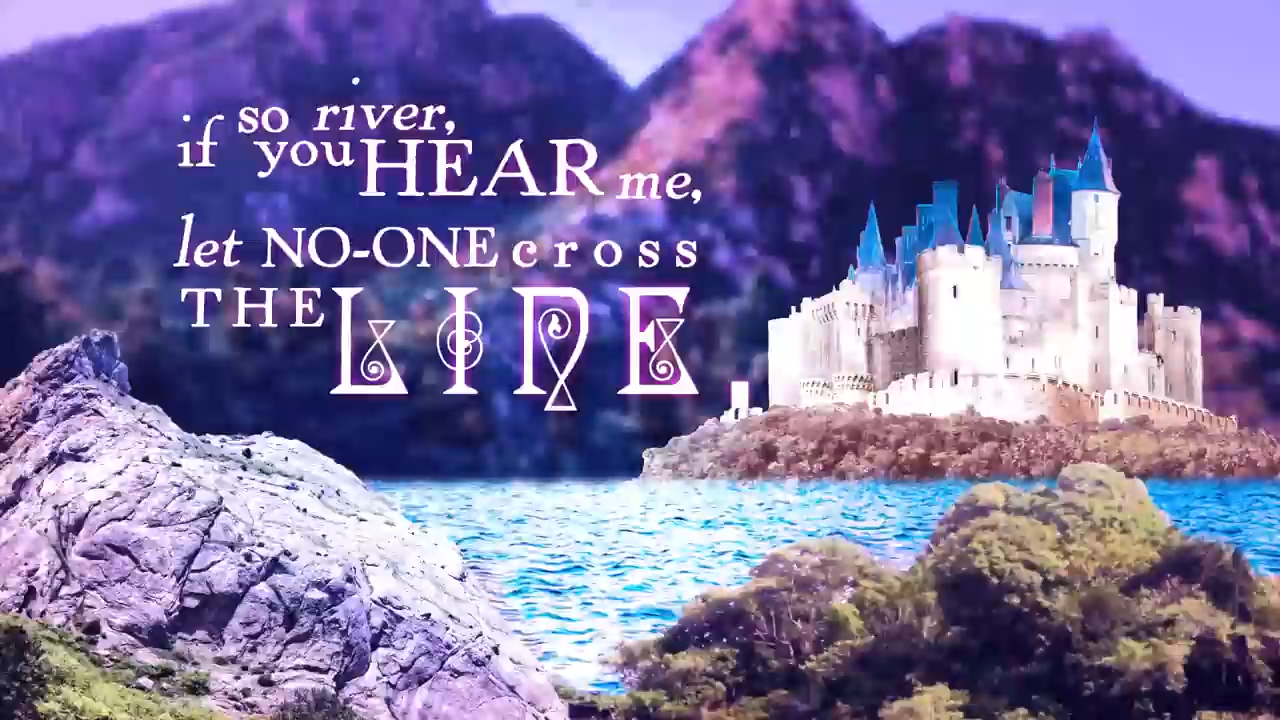 so river,
if you HEAR me,
let NO-ONE cross
THE LINE.